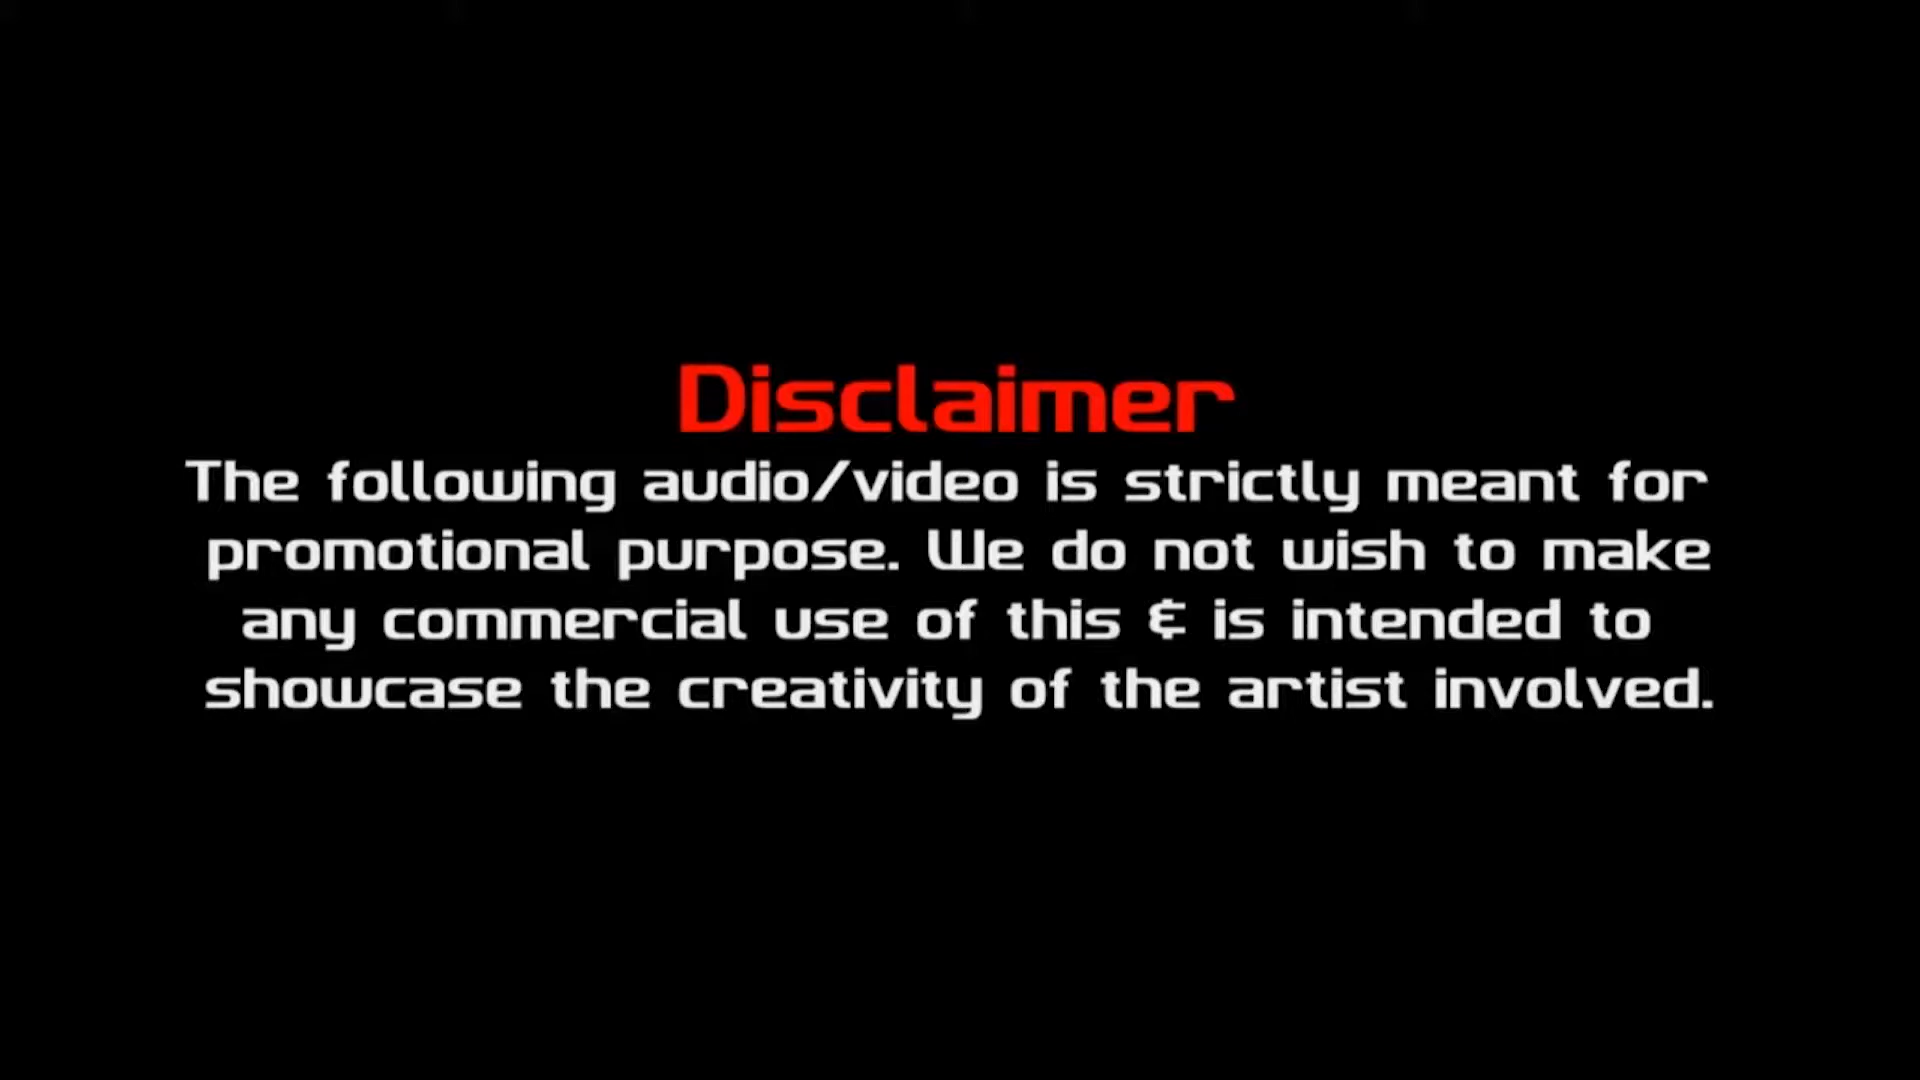 Disclaimer
The following audio/video is strictly meant for
promotional purpose. We do not wish to make
any commercial use of this & is intended to
showcase the creativity of the artist involved.